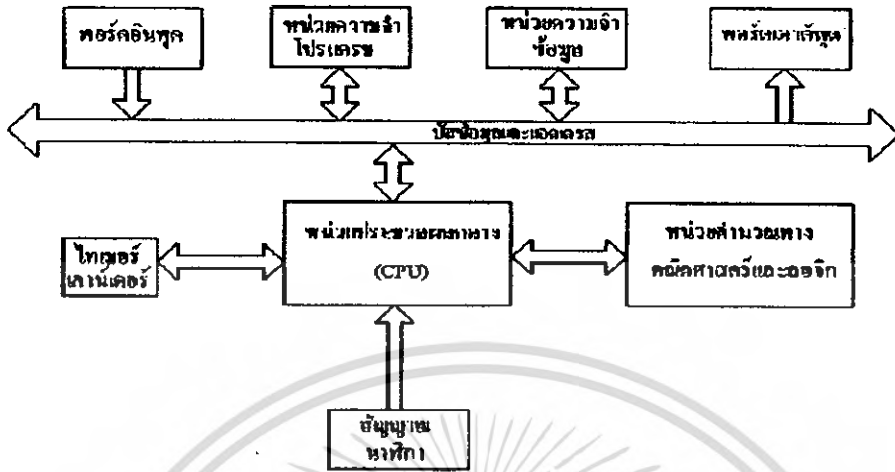 พอร์ตอินพุต
หน่วยความจำ
โปรแกรม
หน่วยความจำ
ข้อมูล
พอร์ตเอาต์พุต
บัสข้อมูลและแอดเดรส
ไทเมอร์
เคาน์เตอร์
หน่วยประมวลผลกลาง
(CPU)
หน่วยคำนวณทาง
คณิตศาสตร์และลอจิก
สัญญาณ
นาฬิกา